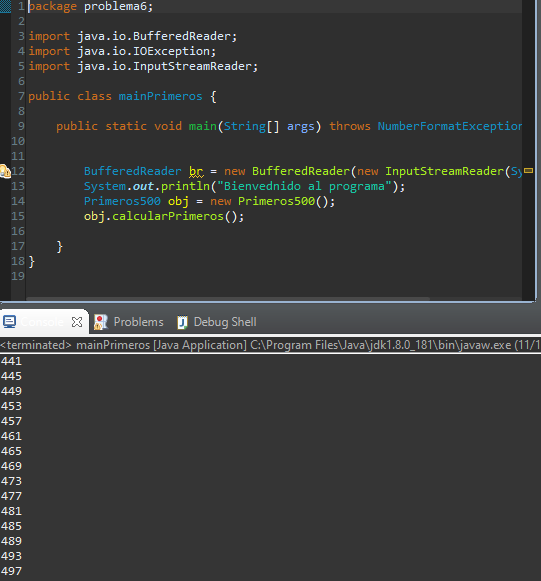 1 package problema6;
2
3 import java.io.BufferedReader;
4 import java.io.IOException;
5 import java.io.InputStreamReader;
6
7 public class mainPrimeros {
8
9 public static void main(String[] args) throws NumberFormatException
10
11
12 BufferedReader br = new BufferedReader(new InputStreamReader(Sy
13 System.out.println("Bienvednido al programa");
14 Primeros500 obj = new Primeros500();
15 obj.calcularPrimeros();
16
17 }
18 }
19
Console Problems Debug Shell
<terminated> mainPrimeros [Java Application] C:\Program Files\Java\jdk1.8.0_181\bin\javaw.exe (11/1
441
445
449
453
457
461
465
469
473
477
481
485
489
493
497